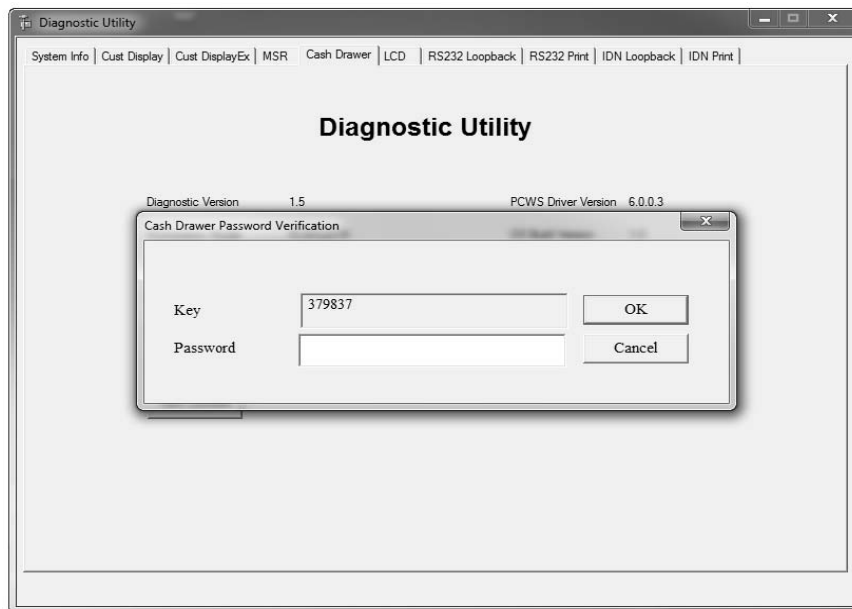 Diagnostic Utility
System Info Cust Display Cust DisplayEx MSR Cash Drawer LCD RS232 Loopback RS232 Print IDN Loopback IDN Print
Diagnostic Utility
Diagnostic Version 1.5 PCWS Driver Version 6.0.0.3
Cash Drawer Password Verification
Key 379837 OK
Password Cancel